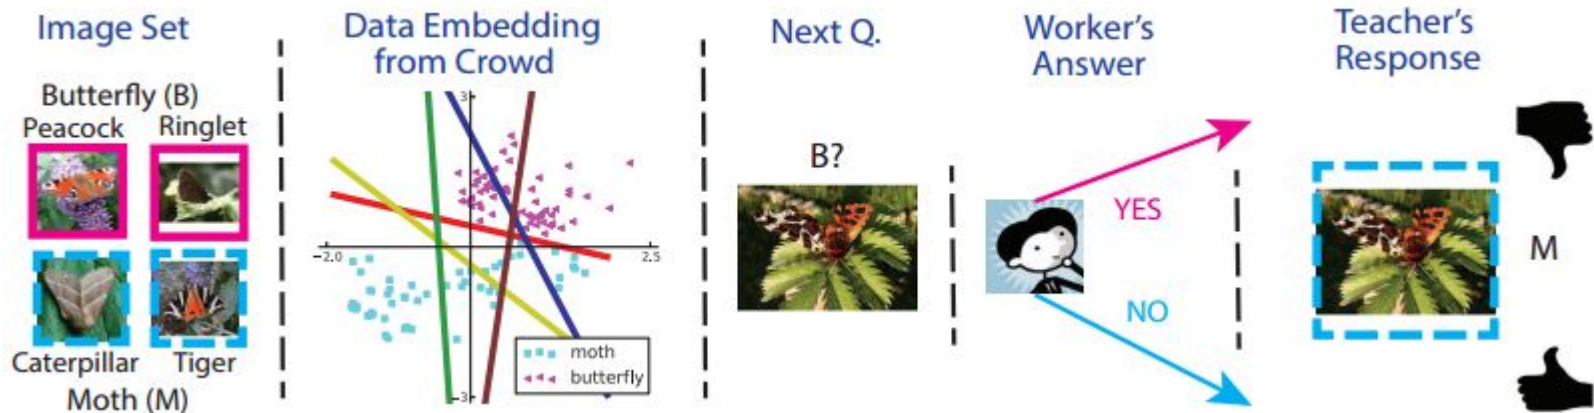 Image Set
Butterfly (B)
Peacock Ringlet
Caterpillar Tiger
Moth (M)
Data Embedding
from Crowd
3
-2.0
2.5
-3
moth
butterfly
Next Q.
B?
Worker's
Answer
YES
NO
Teacher's
Response
M